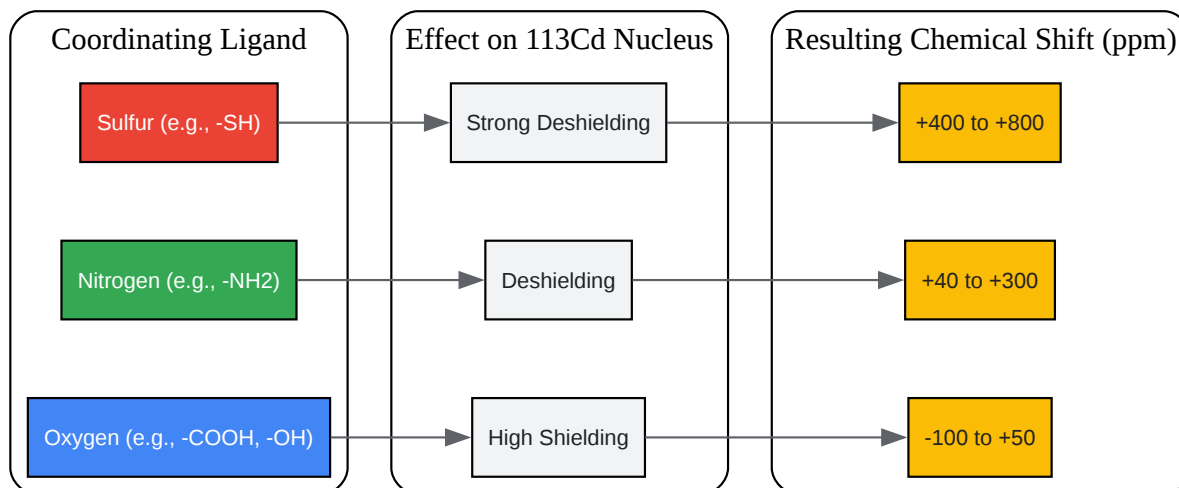 Coordinating Ligand
Effect on 113Cd Nucleus
Resulting Chemical Shift (ppm)
Sulfur (e.g., -SH)
Strong Deshielding
+400 to +800
Nitrogen (e.g., -NH2)
Deshielding
+40 to +300
Oxygen (e.g., -COOH, -OH)
High Shielding
-100 to +50